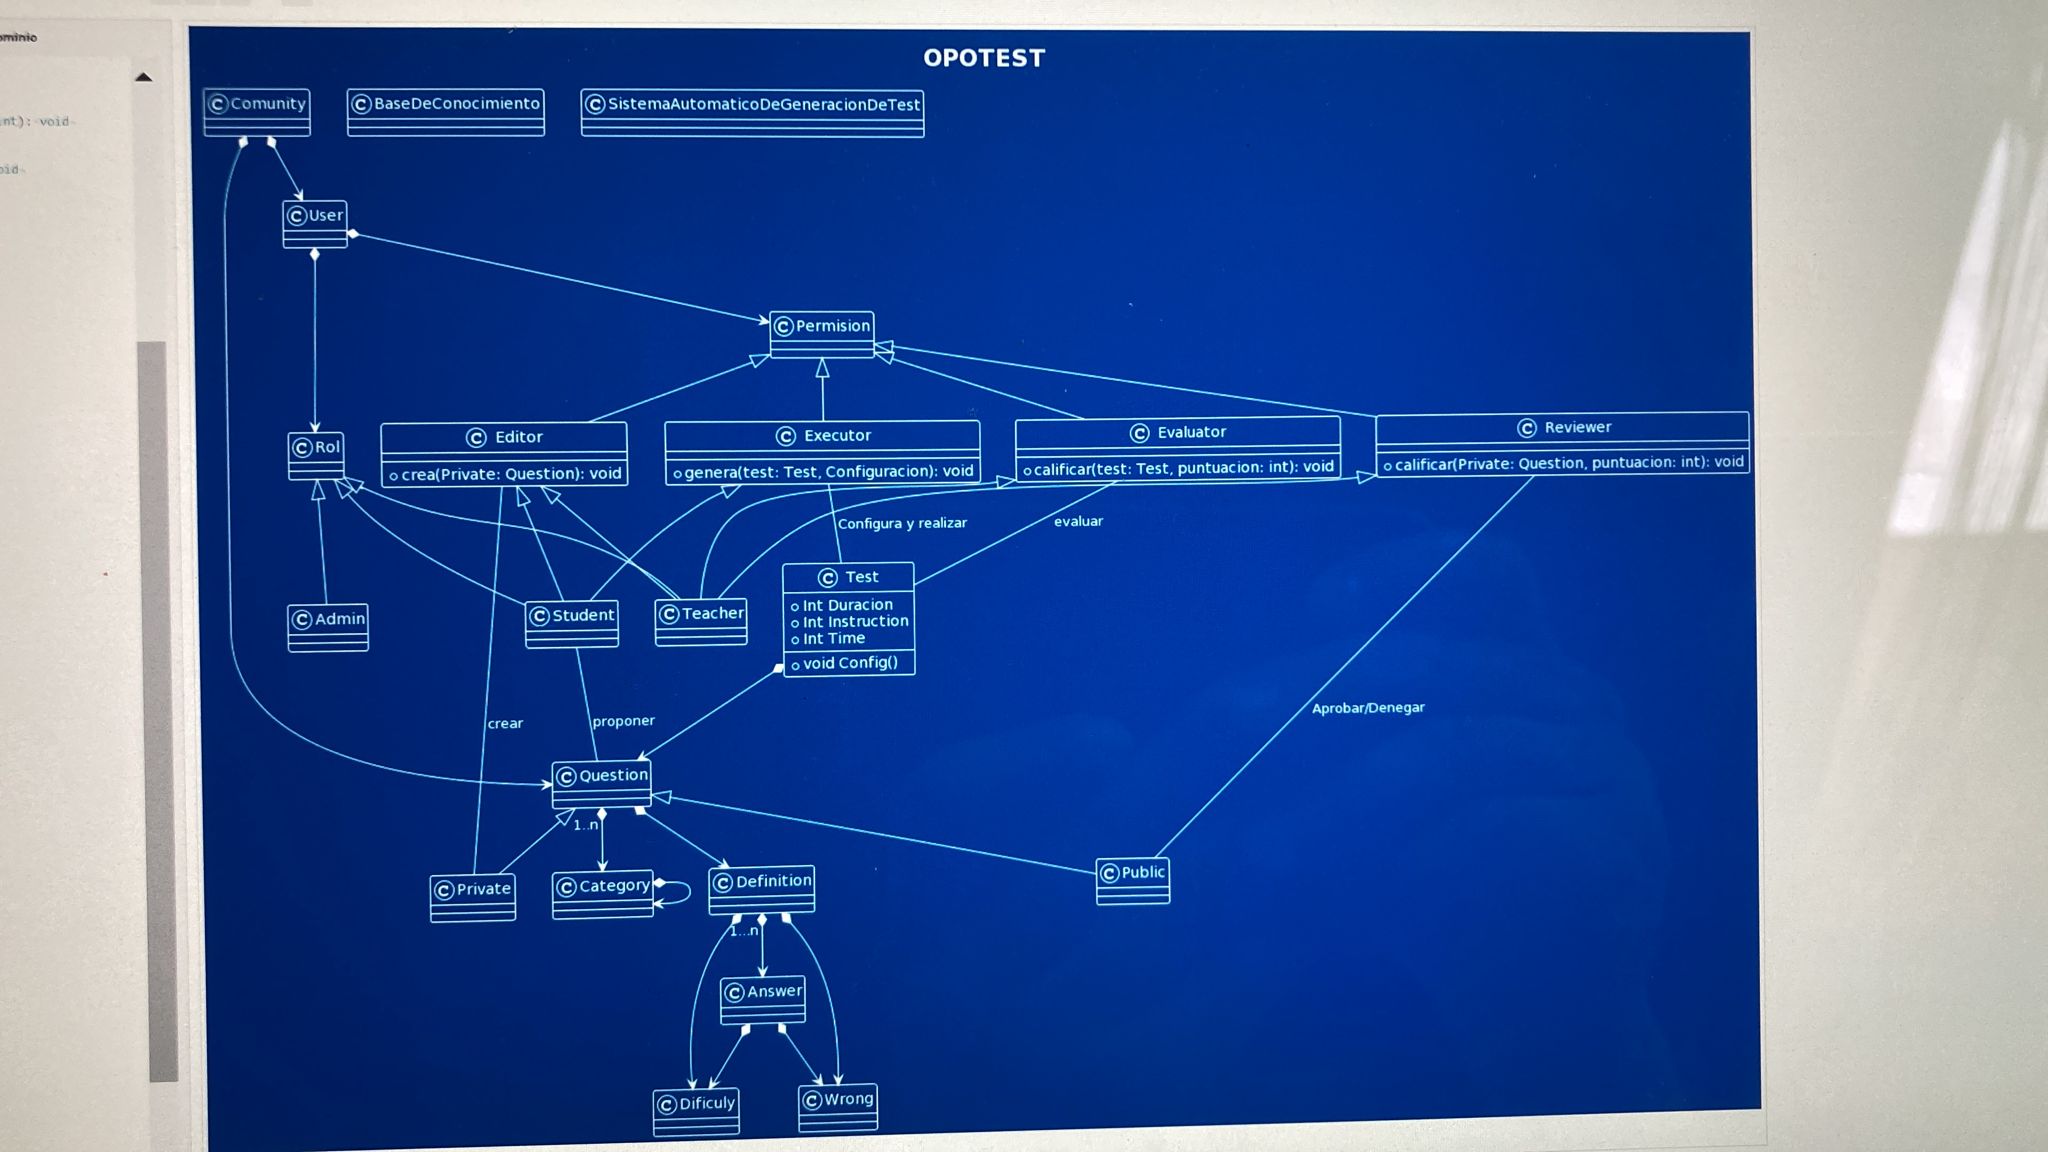 ominio
nt): void
oid
OPOTEST
C Comunity
C BaseDeConocimiento
C SistemaAutomaticoDeGeneracionDeTest
C User
C Permision
C Rol
C Editor
crea(Private: Question): void
C Executor
genera(test: Test, Configuracion): void
C Evaluator
calificar(test: Test, puntuacion: int): void
C Reviewer
calificar(Private: Question, puntuacion: int): void
Configura y realizar
evaluar
C Admin
C Student
C Teacher
C Test
Int Duracion
Int Instruction
Int Time
void Config()
crear
proponer
Aprobar/Denegar
C Question
1..n
C Private
C Category
C Definition
C Public
1...n
C Answer
C Dificuly
C Wrong